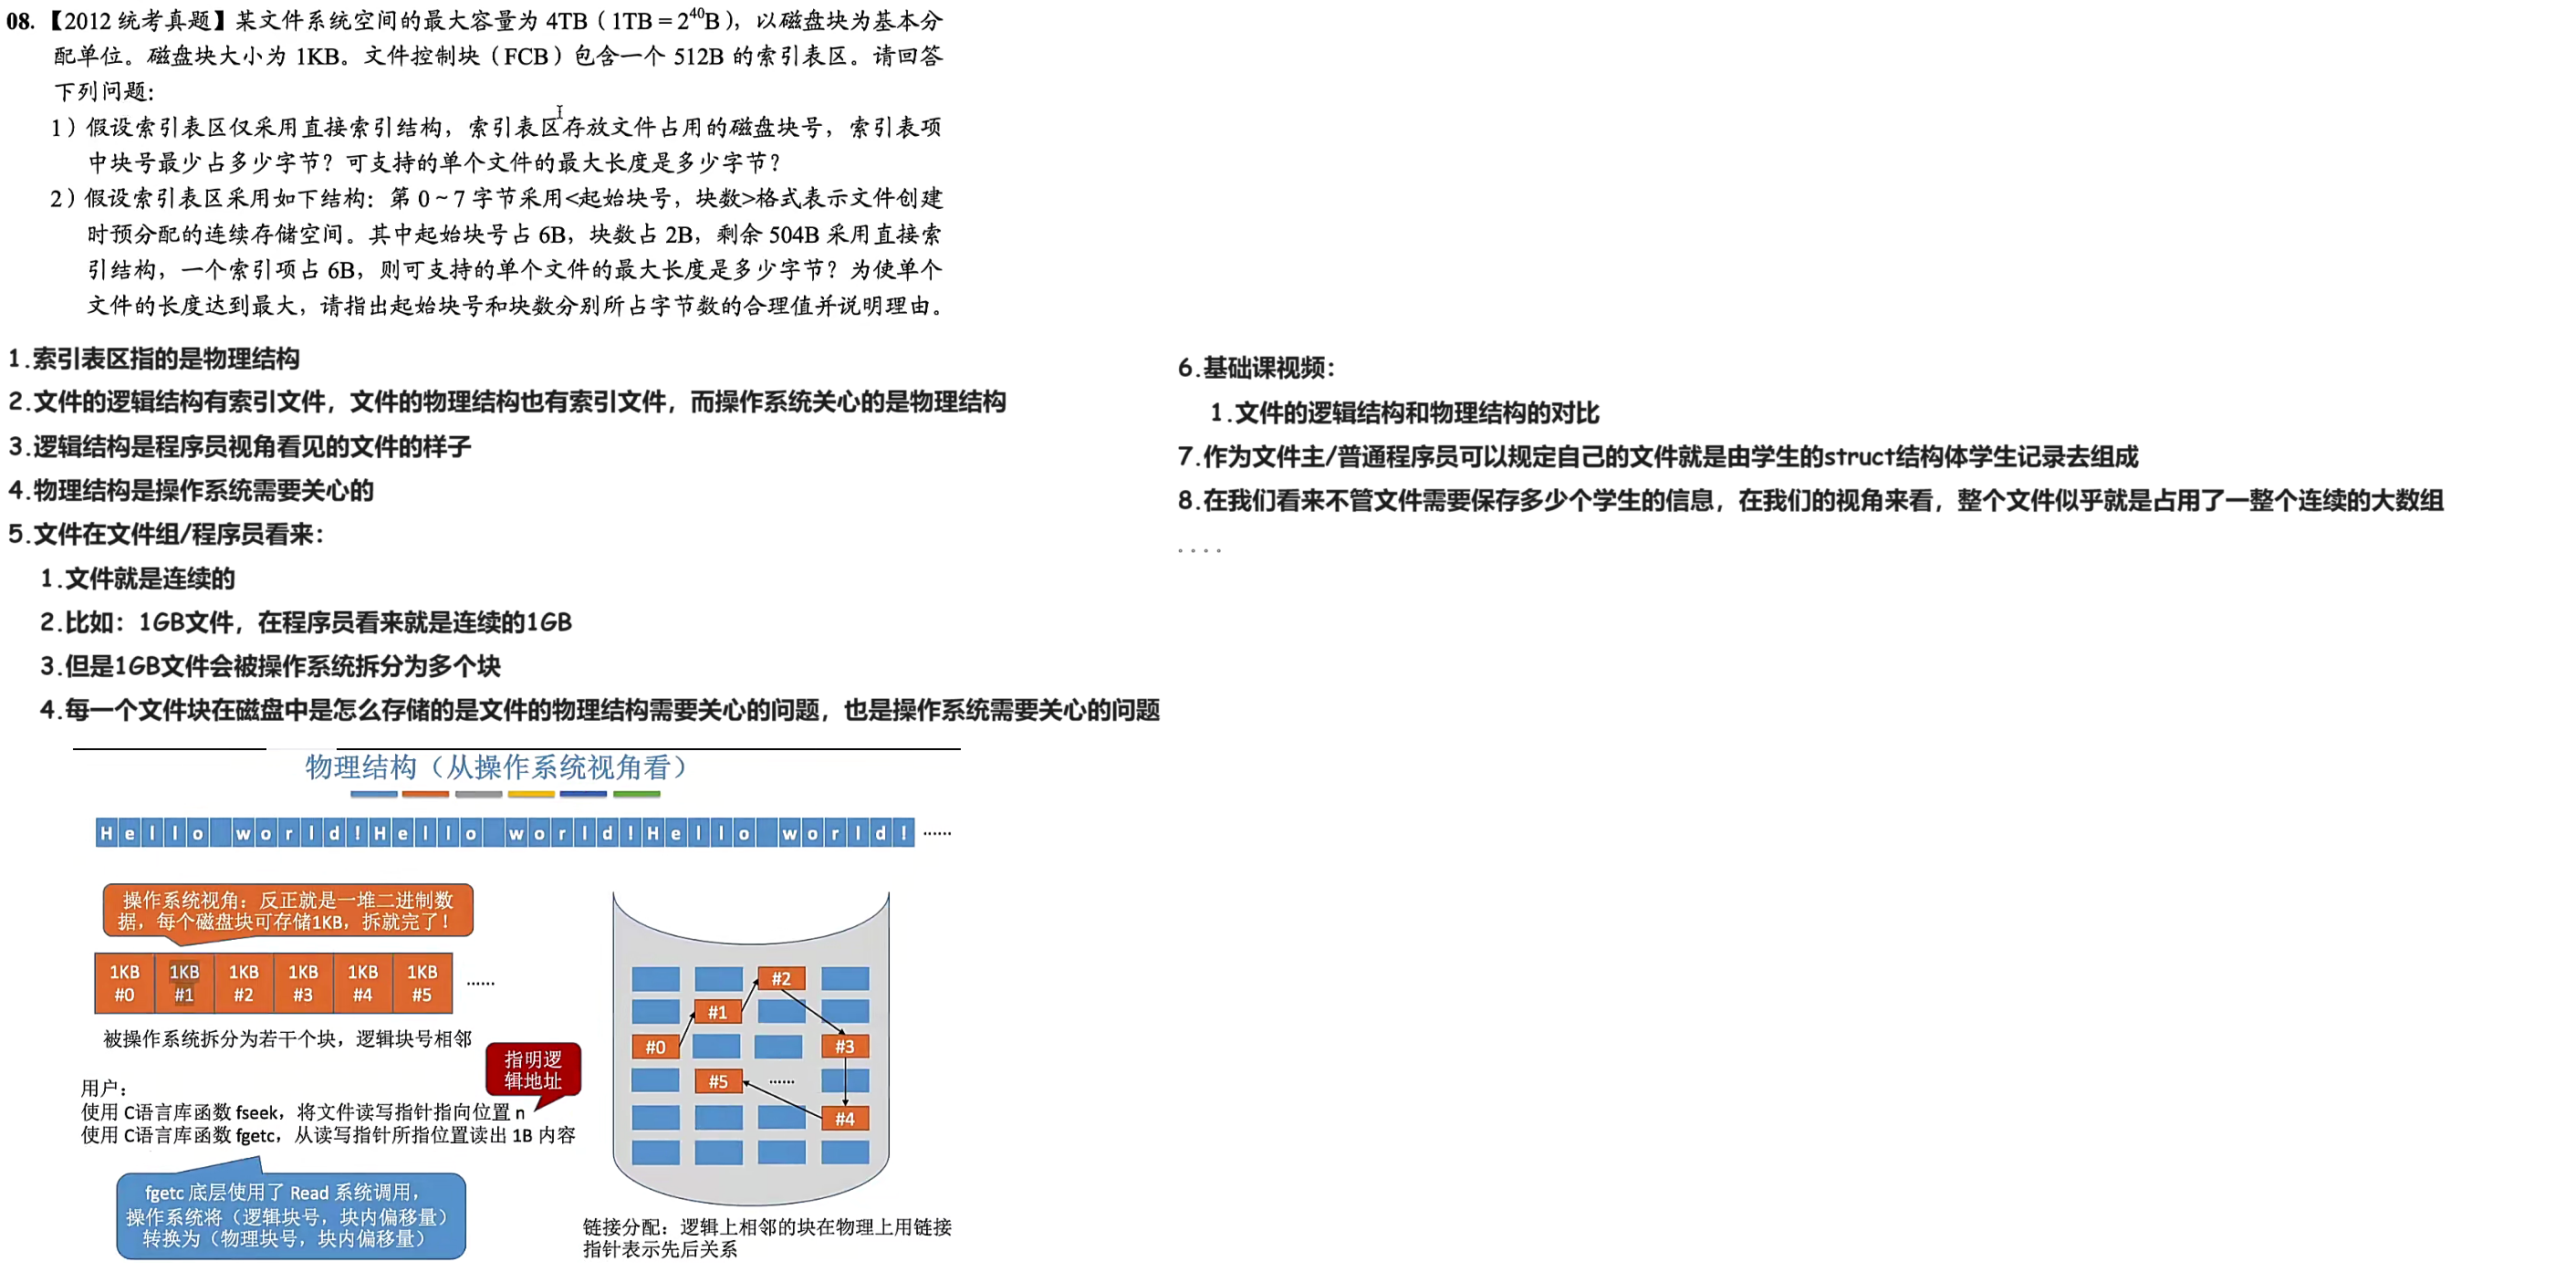 08.【2012 统考真题】某文件系统空间的最大容量为 4TB（1TB = 2⁴⁰B），以磁盘块为基本分
配单位。磁盘块大小为 1KB。文件控制块（FCB）包含一个 512B 的索引表区。请回答
下列问题：
1）假设索引表区仅采用直接索引结构，索引表区存放文件占用的磁盘块号，索引表项
中块号最少占多少字节？可支持的单个文件的最大长度是多少字节？
2）假设索引表区采用如下结构：第 0～7 字节采用<起始块号，块数>格式表示文件创建
时预分配的连续存储空间。其中起始块号占 6B，块数占 2B，剩余 504B 采用直接索
引结构，一个索引项占 6B，则可支持的单个文件的最大长度是多少字节？为使单个
文件的长度达到最大，请指出起始块号和块数分别所占字节数的合理值并说明理由。
1.索引表区指的是物理结构
2.文件的逻辑结构有索引文件，文件的物理结构也有索引文件，而操作系统关心的是物理结构
3.逻辑结构是程序员视角看见的文件的样子
4.物理结构是操作系统需要关心的
5.文件在文件组/程序员看来：
1.文件就是连续的
2.比如：1GB文件，在程序员看来就是连续的1GB
3.但是1GB文件会被操作系统拆分为多个块
4.每一个文件块在磁盘中是怎么存储的是文件的物理结构需要关心的问题，也是操作系统需要关心的问题
6.基础课视频：
1.文件的逻辑结构和物理结构的对比
7.作为文件主/普通程序员可以规定自己的文件就是由学生的struct结构体学生记录去组成
8.在我们看来不管文件需要保存多少个学生的信息，在我们的视角来看，整个文件似乎就是占用了一整个连续的大数组
。。。。
物理结构（从操作系统视角看）
Hello world!Hello world!Hello world! ······
操作系统视角：反正就是一堆二进制数
据，每个磁盘块可存储1KB，拆就完了！
1KB 1KB 1KB 1KB 1KB 1KB
#0 #1 #2 #3 #4 #5 ······
被操作系统拆分为若干个块，逻辑块号相邻
指明逻
辑地址
用户：
使用 C语言库函数 fseek，将文件读写指针指向位置 n
使用 C语言库函数 fgetc，从读写指针所指位置读出 1B 内容
fgetc 底层使用了 Read 系统调用，
操作系统将（逻辑块号，块内偏移量）
转换为（物理块号，块内偏移量）
#2
#1
#0 #3
#5 ······
#4
链接分配：逻辑上相邻的块在物理上用链接
指针表示先后关系